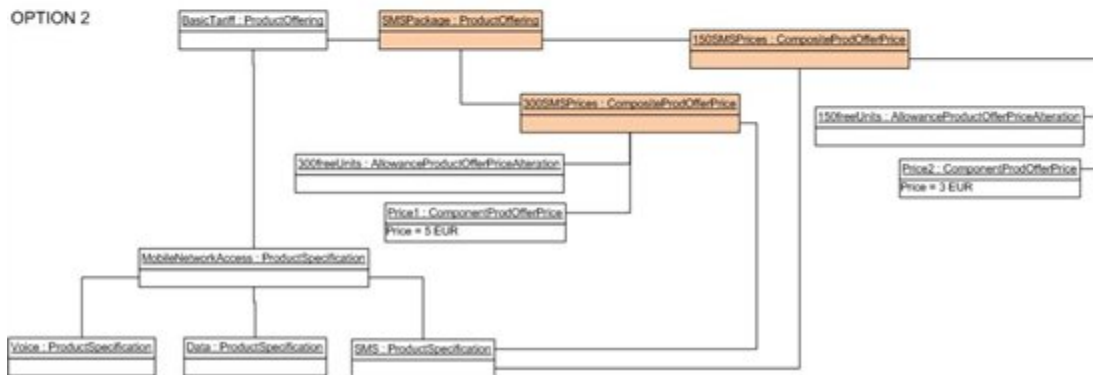 OPTION 2
BasicTariff : ProductOffering
SMSPackage : ProductOffering
150SMSPrices : CompositeProdOfferPrice
300SMSPrices : CompositeProdOfferPrice
150freeUnits : AllowanceProductOfferPriceAlteration
300freeUnits : AllowanceProductOfferPriceAlteration
Price2 : ComponentProdOfferPrice
Price = 3 EUR
Price1 : ComponentProdOfferPrice
Price = 5 EUR
MobileNetworkAccess : ProductSpecification
Voice : ProductSpecification
Data : ProductSpecification
SMS : ProductSpecification